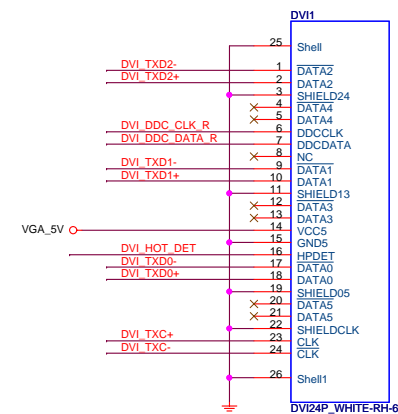 DVI1
25 Shell
DVI_TXD2- 1 DATA2
DVI_TXD2+ 2 DATA2
3 SHIELD24
4 DATA4
5 DATA4
DVI_DDC_CLK_R 6 DDCCLK
DVI_DDC_DATA_R 7 DDCDATA
8 NC
DVI_TXD1- 9 DATA1
DVI_TXD1+ 10 DATA1
11 SHIELD13
12 DATA3
13 DATA3
VGA_5V 14 VCC5
15 GND5
DVI_HOT_DET 16 HPDET
DVI_TXD0- 17 DATA0
DVI_TXD0+ 18 DATA0
19 SHIELD05
20 DATA5
21 DATA5
22 SHIELDCLK
DVI_TXC+ 23 CLK
DVI_TXC- 24 CLK
26 Shell1
DVI24P_WHITE-RH-6